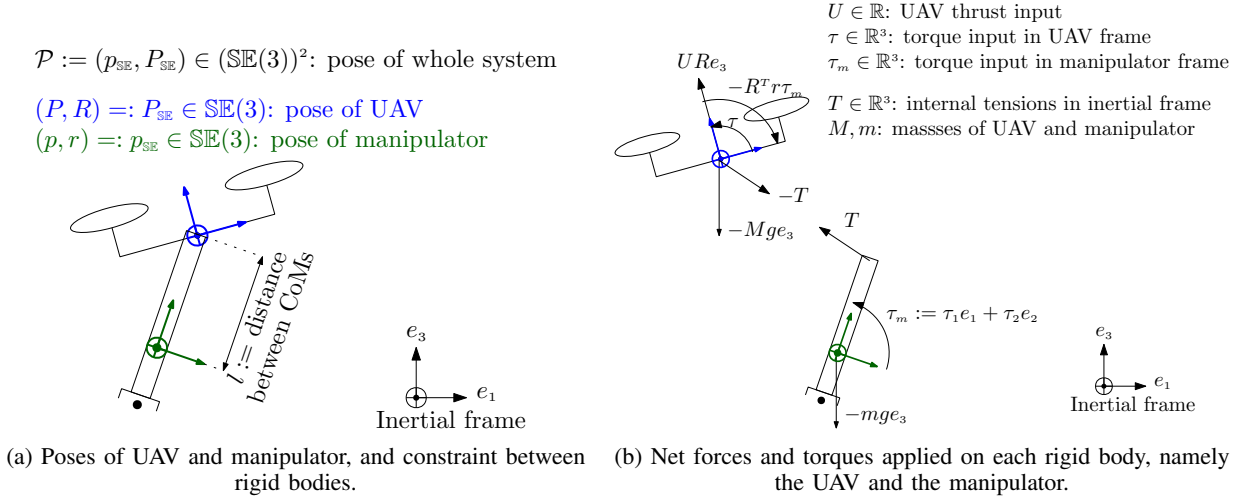 𝒫 := (p_𝕊𝔼, P_𝕊𝔼) ∈ (𝕊𝔼(3))²: pose of whole system
(P, R) =: P_𝕊𝔼 ∈ 𝕊𝔼(3): pose of UAV
(p, r) =: p_𝕊𝔼 ∈ 𝕊𝔼(3): pose of manipulator
l := distance
between CoMs
e₃
e₁
Inertial frame
(a) Poses of UAV and manipulator, and constraint between
rigid bodies.
U ∈ ℝ: UAV thrust input
τ ∈ ℝ³: torque input in UAV frame
τ_m ∈ ℝ³: torque input in manipulator frame
T ∈ ℝ³: internal tensions in inertial frame
M, m: massses of UAV and manipulator
URe₃
−Rᵀrτ_m
τ
−T
−Mge₃
T
τ_m := τ₁e₁ + τ₂e₂
−mge₃
e₃
e₁
Inertial frame
(b) Net forces and torques applied on each rigid body, namely
the UAV and the manipulator.